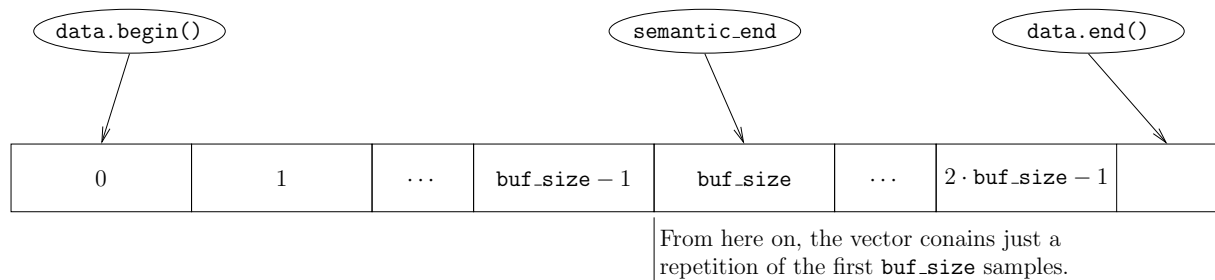 data.begin() semantic_end data.end()
0 1 ··· buf_size − 1 buf_size ··· 2 · buf_size − 1
From here on, the vector conains just a
repetition of the first buf_size samples.